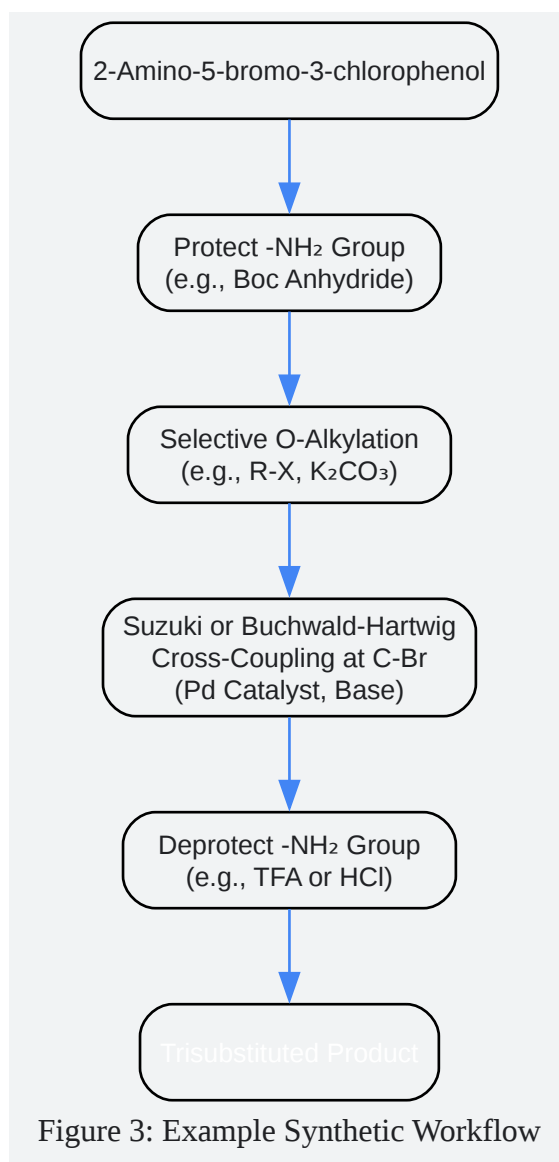 2-Amino-5-bromo-3-chlorophenol
Protect -NH₂ Group
(e.g., Boc Anhydride)
Selective O-Alkylation
(e.g., R-X, K₂CO₃)
Suzuki or Buchwald-Hartwig
Cross-Coupling at C-Br
(Pd Catalyst, Base)
Deprotect -NH₂ Group
(e.g., TFA or HCl)
Trisubstituted Product
Figure 3: Example Synthetic Workflow